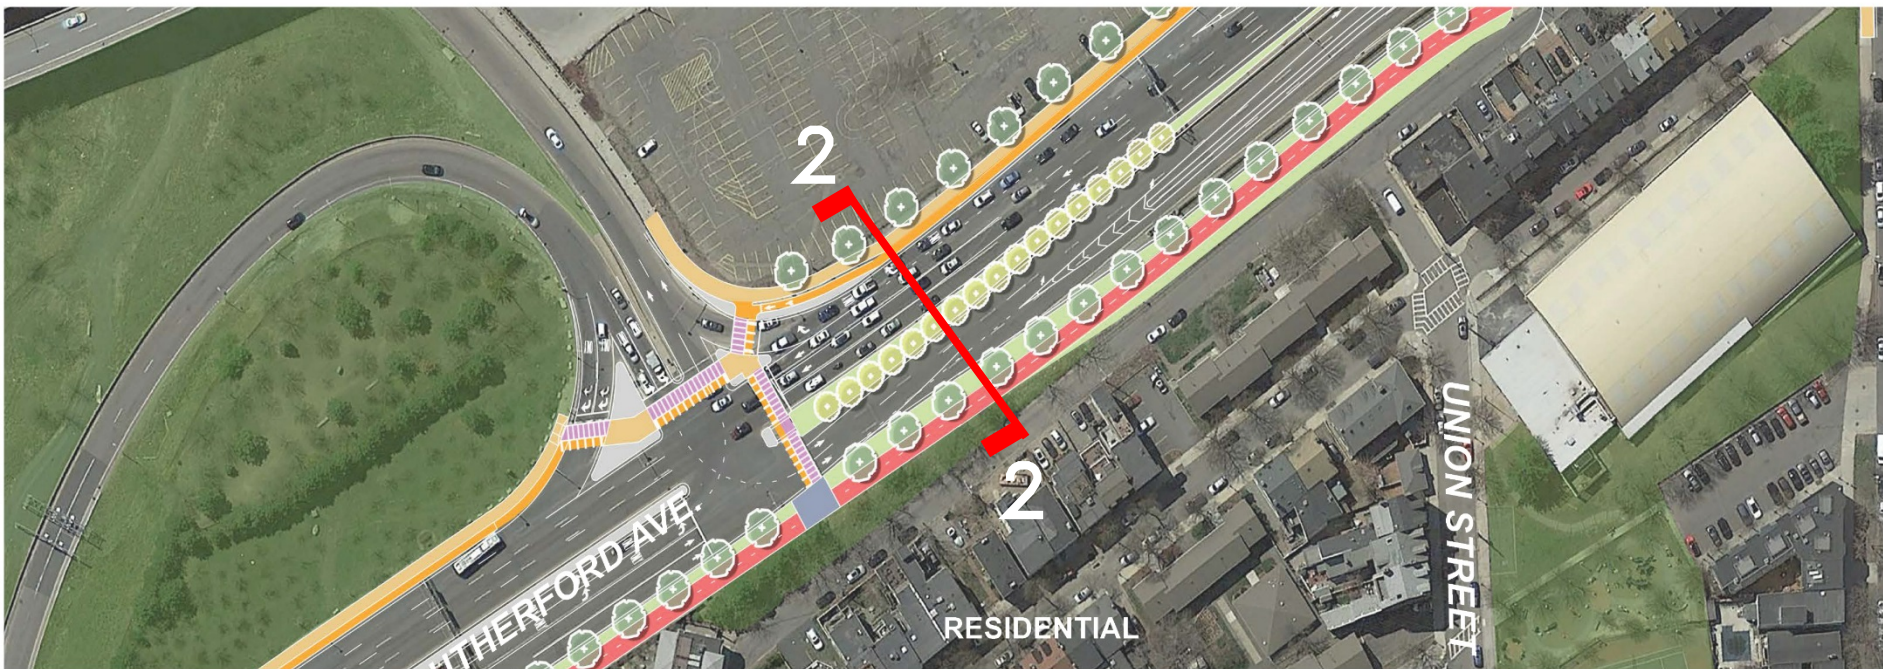 2
2
UTHERFORD AVE.
UNION STREET
RESIDENTIAL